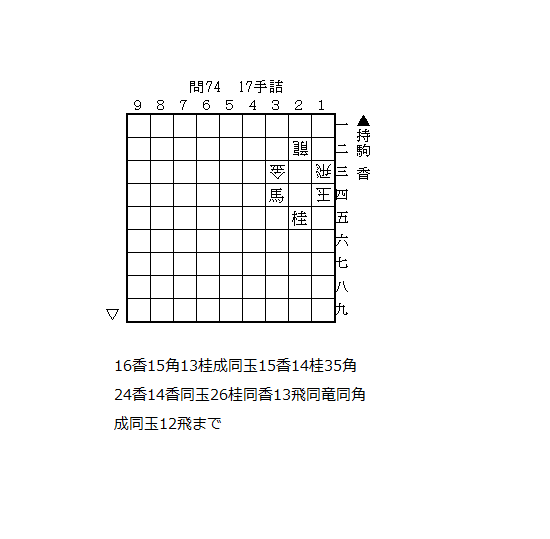 問74 17手詰
9 8 7 6 5 4 3 2 1
▲持駒 香
一
二 龍
三 金 飛
四 馬 玉
五 桂
六
七
八
九
▽
16香15角13桂成同玉15香14桂35角
24香14香同玉26桂同香13飛同竜同角
成同玉12飛まで